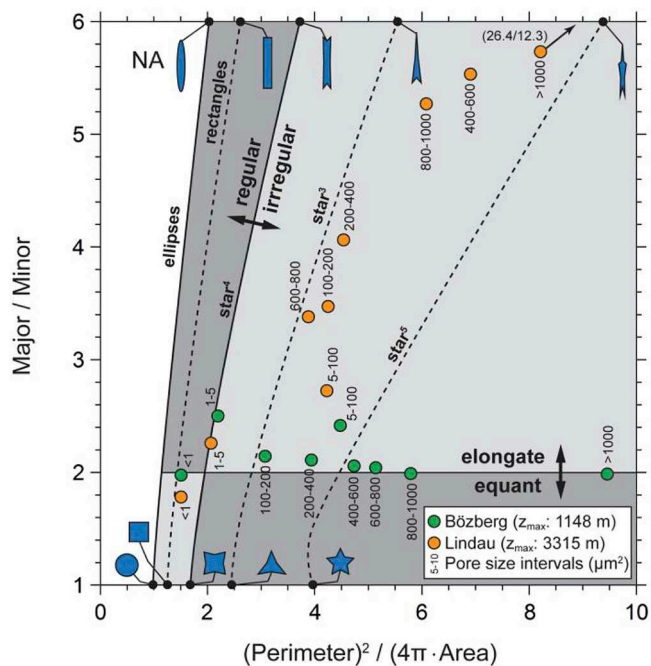 6
5
4
3
2
1
Major / Minor
0
2
4
6
8
10
(Perimeter)² / (4π·Area)
NA
(26.4/12.3)
ellipses
rectangles
regular
irrregular
star⁴
star³
star⁵
>1000
400-600
800-1000
200-400
100-200
600-800
5-100
1-5
<1
1-5
<1
5-100
100-200
200-400
400-600
600-800
800-1000
>1000
elongate
equant
Bözberg (zmax: 1148 m)
Lindau (zmax: 3315 m)
5-10 Pore size intervals (µm²)